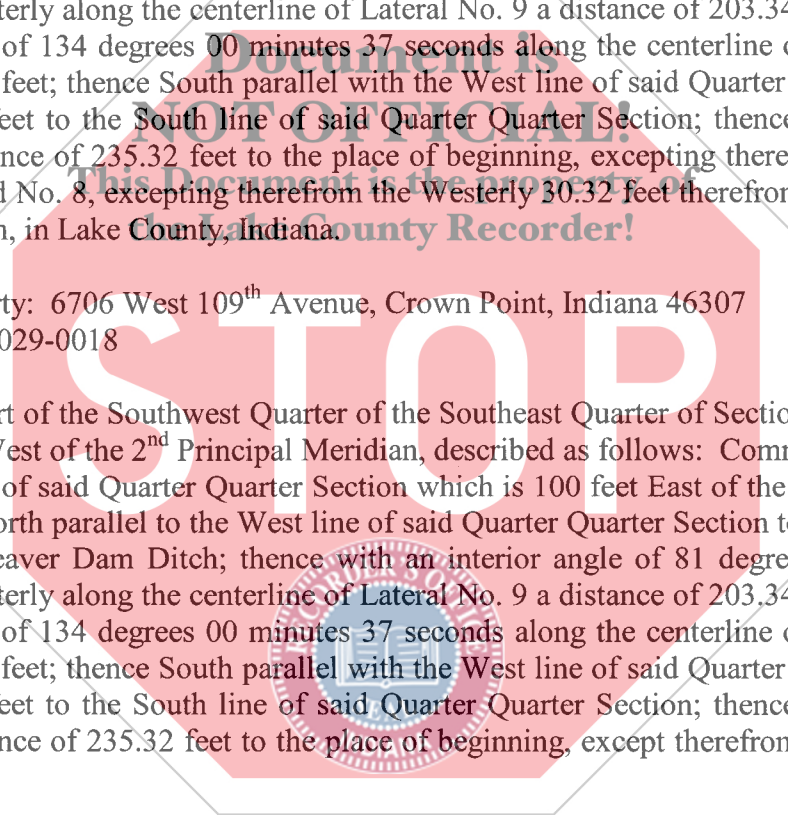 terly along the centerline of Lateral No. 9 a distance of 203.34
of 134 degrees 00 minutes 37 seconds along the centerline
feet; thence South parallel with the West line of said Quarter
eet to the South line of said Quarter Quarter Section; thence
nce of 235.32 feet to the place of beginning, excepting there
d No. 8, excepting therefrom the Westerly 30.32 feet therefron
n, in Lake County, Indiana.
Document is
NOT OFFICIAL!
This Document is the property of
the Lake County Recorder!
rty: 6706 West 109th Avenue, Crown Point, Indiana 46307
029-0018
STOP
rt of the Southwest Quarter of the Southeast Quarter of Sectio
West of the 2nd Principal Meridian, described as follows: Com
of said Quarter Quarter Section which is 100 feet East of the
orth parallel to the West line of said Quarter Quarter Section t
eaver Dam Ditch; thence with an interior angle of 81 degre
terly along the centerline of Lateral No. 9 a distance of 203.34
of 134 degrees 00 minutes 37 seconds along the centerline
feet; thence South parallel with the West line of said Quarter
eet to the South line of said Quarter Quarter Section; thence
nce of 235.32 feet to the place of beginning, except therefron
RECORDER'S OFFICE
INDIANA